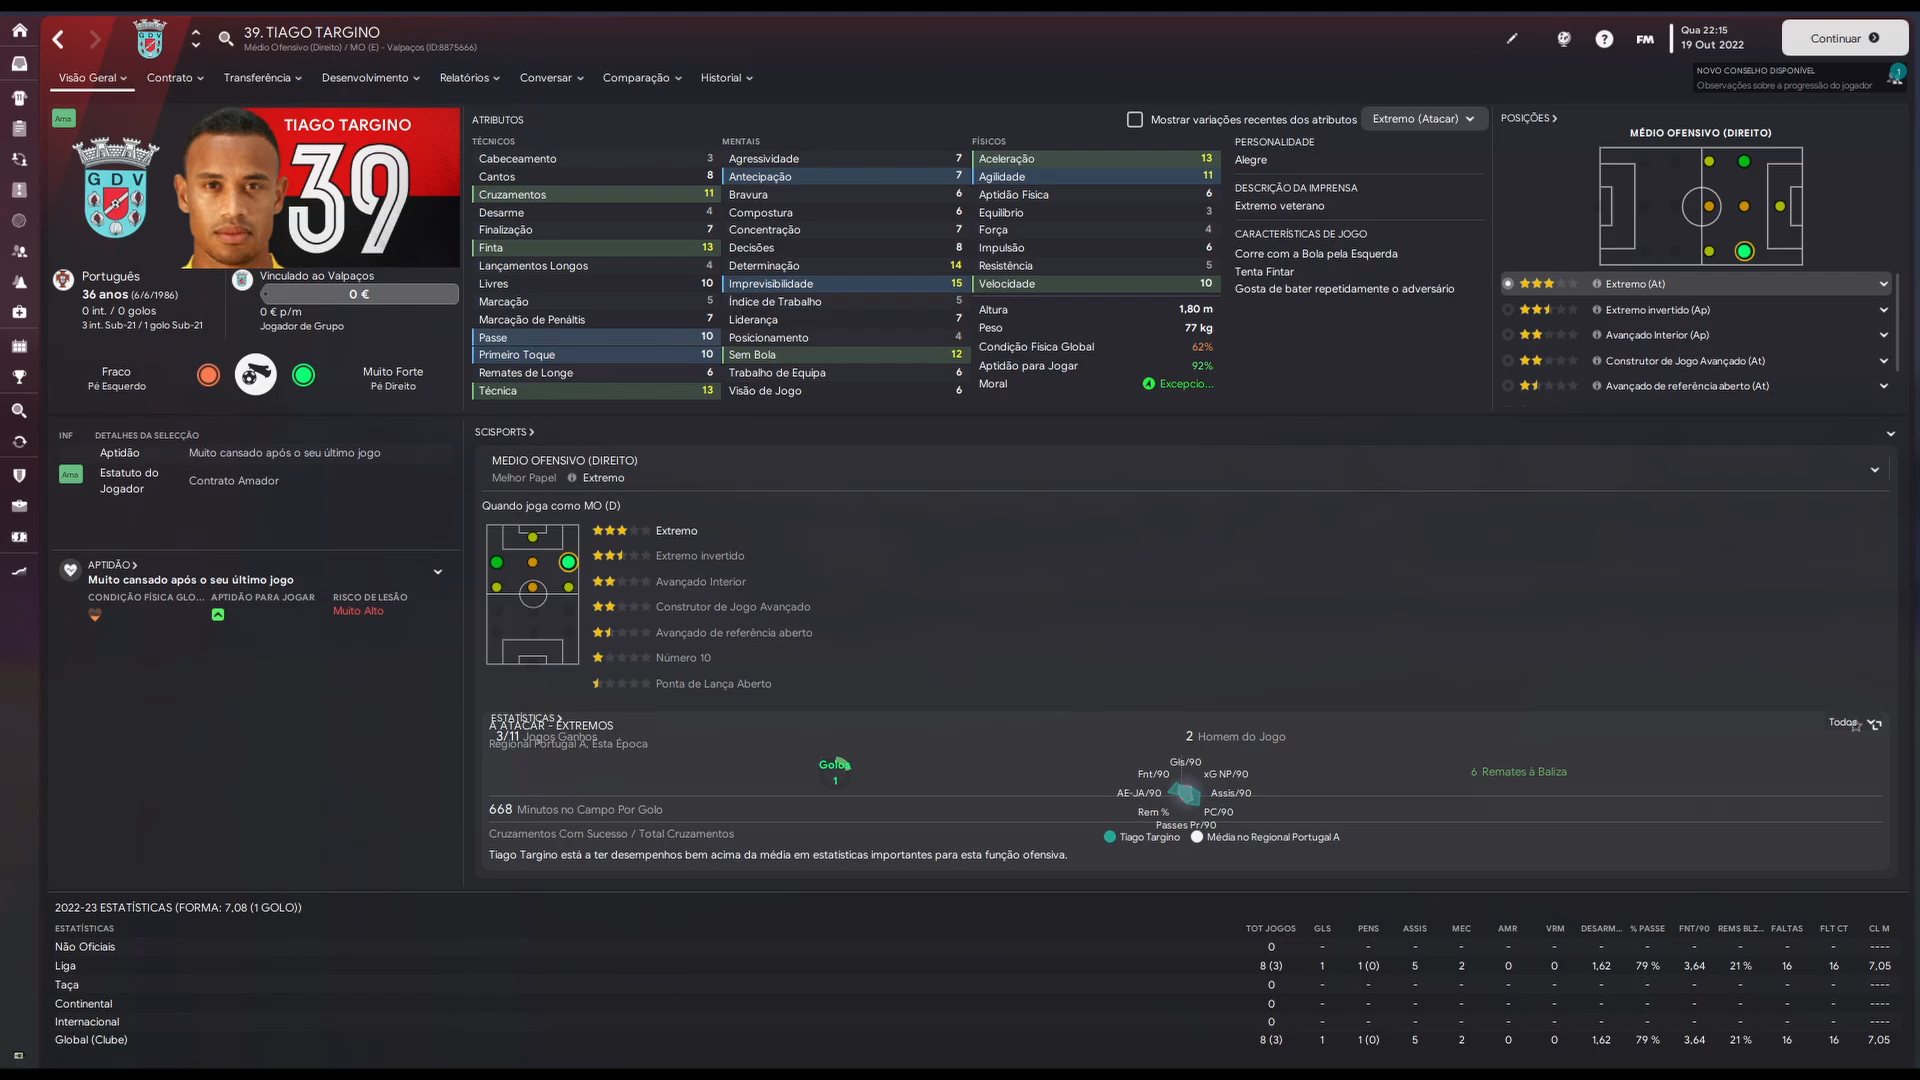 39. TIAGO TARGINO
Médio Ofensivo (Direito) / MO (E) - Valpaços (ID:8875666)
FM
Qua 22:15
19 Out 2022
Continuar
Visão Geral
Contrato
Transferência
Desenvolvimento
Relatórios
Conversar
Comparação
Historial
NOVO CONSELHO DISPONÍVEL
Observações sobre a progressão do jogador
1
Ama
G D V
TIAGO TARGINO
39
Português
36 anos (6/6/1986)
0 int. / 0 golos
3 int. Sub-21 / 1 golo Sub-21
Vinculado ao Valpaços
0 €
0 € p/m
Jogador de Grupo
Fraco
Pé Esquerdo
Muito Forte
Pé Direito
ATRIBUTOS
Mostrar variações recentes dos atributos
Extremo (Atacar)
TÉCNICOS
Cabeceamento 3
Cantos 8
Cruzamentos 11
Desarme 4
Finalização 7
Finta 13
Lançamentos Longos 4
Livres 10
Marcação 5
Marcação de Penáltis 7
Passe 10
Primeiro Toque 10
Remates de Longe 6
Técnica 13
MENTAIS
Agressividade 7
Antecipação 7
Bravura 6
Compostura 6
Concentração 7
Decisões 8
Determinação 14
Imprevisibilidade 15
Índice de Trabalho 5
Liderança 7
Posicionamento 4
Sem Bola 12
Trabalho de Equipa 6
Visão de Jogo 6
FÍSICOS
Aceleração 13
Agilidade 11
Aptidão Física 6
Equilíbrio 3
Força 4
Impulsão 6
Resistência 5
Velocidade 10
Altura 1,80 m
Peso 77 kg
Condição Física Global 62%
Aptidão para Jogar 92%
Moral Excepcio...
PERSONALIDADE
Alegre
DESCRIÇÃO DA IMPRENSA
Extremo veterano
CARACTERÍSTICAS DE JOGO
Corre com a Bola pela Esquerda
Tenta Fintar
Gosta de bater repetidamente o adversário
POSIÇÕES
MÉDIO OFENSIVO (DIREITO)
Extremo (At)
Extremo invertido (Ap)
Avançado Interior (Ap)
Construtor de Jogo Avançado (At)
Avançado de referência aberto (At)
INF DETALHES DA SELECÇÃO
Aptidão Muito cansado após o seu último jogo
Ama Estatuto do Jogador Contrato Amador
APTIDÃO
Muito cansado após o seu último jogo
CONDIÇÃO FÍSICA GLO... APTIDÃO PARA JOGAR RISCO DE LESÃO
Muito Alto
SCISPORTS
MEDIO OFENSIVO (DIREITO)
Melhor Papel Extremo
Quando joga como MO (D)
Extremo
Extremo invertido
Avançado Interior
Construtor de Jogo Avançado
Avançado de referência aberto
Número 10
Ponta de Lança Aberto
ESTATÍSTICAS
A ATACAR - EXTREMOS
3/11 Jogos Ganhos
Regional Portugal A, Esta Época
2 Homem do Jogo
Todos
Golos
1
6 Remates à Baliza
Gls/90
xG NP/90
Assis/90
PC/90
Passes Pr/90
Rem %
AE-JA/90
Fnt/90
668 Minutos no Campo Por Golo
Cruzamentos Com Sucesso / Total Cruzamentos
Tiago Targino Média no Regional Portugal A
Tiago Targino está a ter desempenhos bem acima da média em estatísticas importantes para esta função ofensiva.
2022-23 ESTATÍSTICAS (FORMA: 7,08 (1 GOLO))
ESTATÍSTICAS TOT JOGOS GLS PENS ASSIS MEC AMR VRM DESARM... % PASSE FNT/90 REMS BLZ... FALTAS FLT CT CL M
Não Oficiais 0 - - - - - - - - - - - - ----
Liga 8 (3) 1 1 (0) 5 2 0 0 1,62 79 % 3,64 21 % 16 16 7,05
Taça 0 - - - - - - - - - - - - ----
Continental 0 - - - - - - - - - - - - ----
Internacional 0 - - - - - - - - - - - - ----
Global (Clube) 8 (3) 1 1 (0) 5 2 0 0 1,62 79 % 3,64 21 % 16 16 7,05